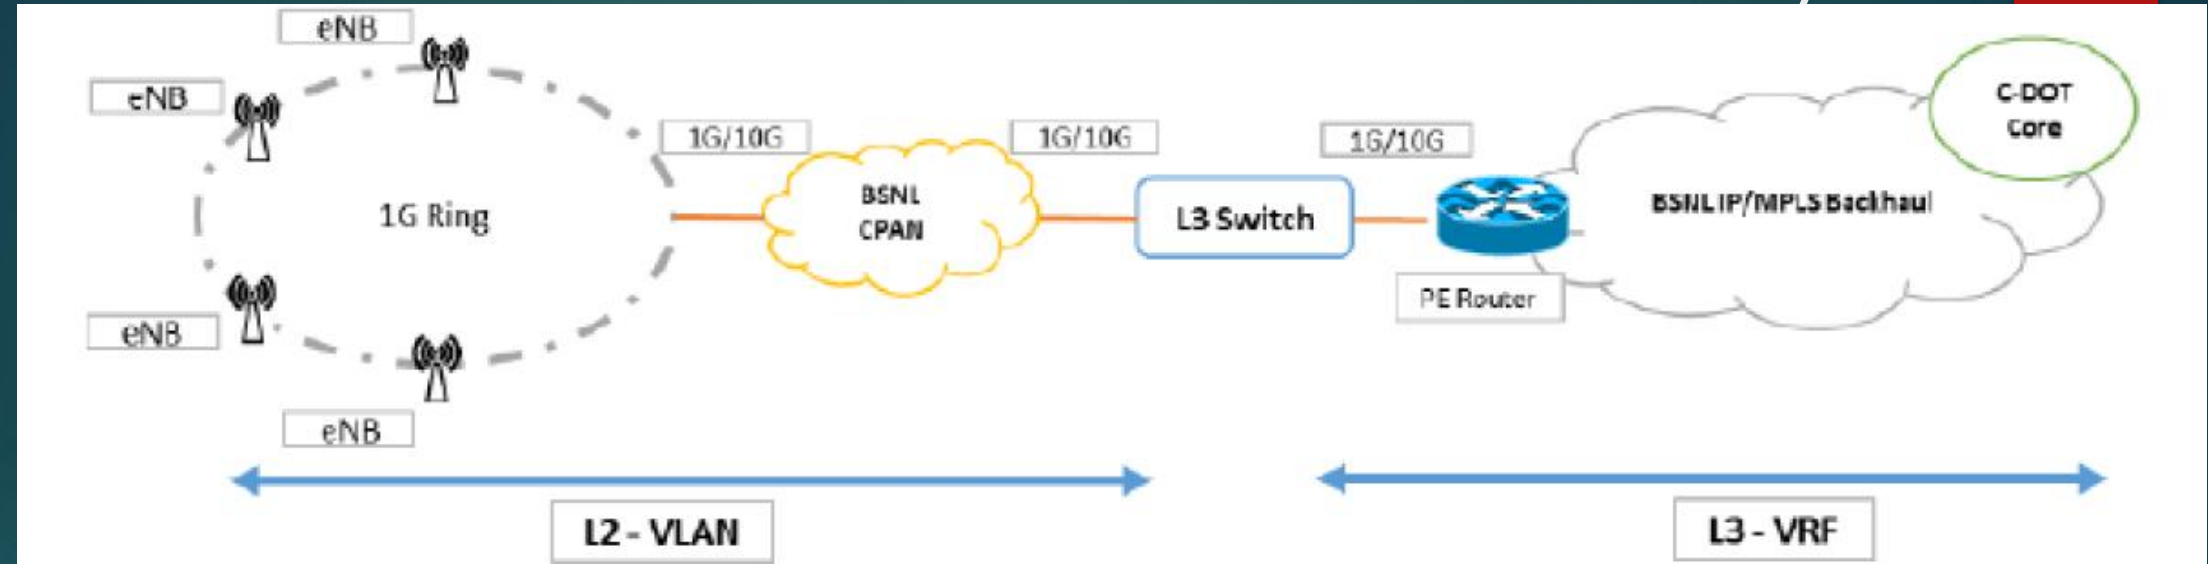 eNB
eNB
1G Ring
eNB
eNB
1G/10G
BSNL
CPAN
1G/10G
L3 Switch
1G/10G
PE Router
BSNL IP/MPLS Backhaul
C-DOT
Core
L2 - VLAN
L3 - VRF